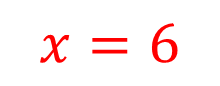 x = 6